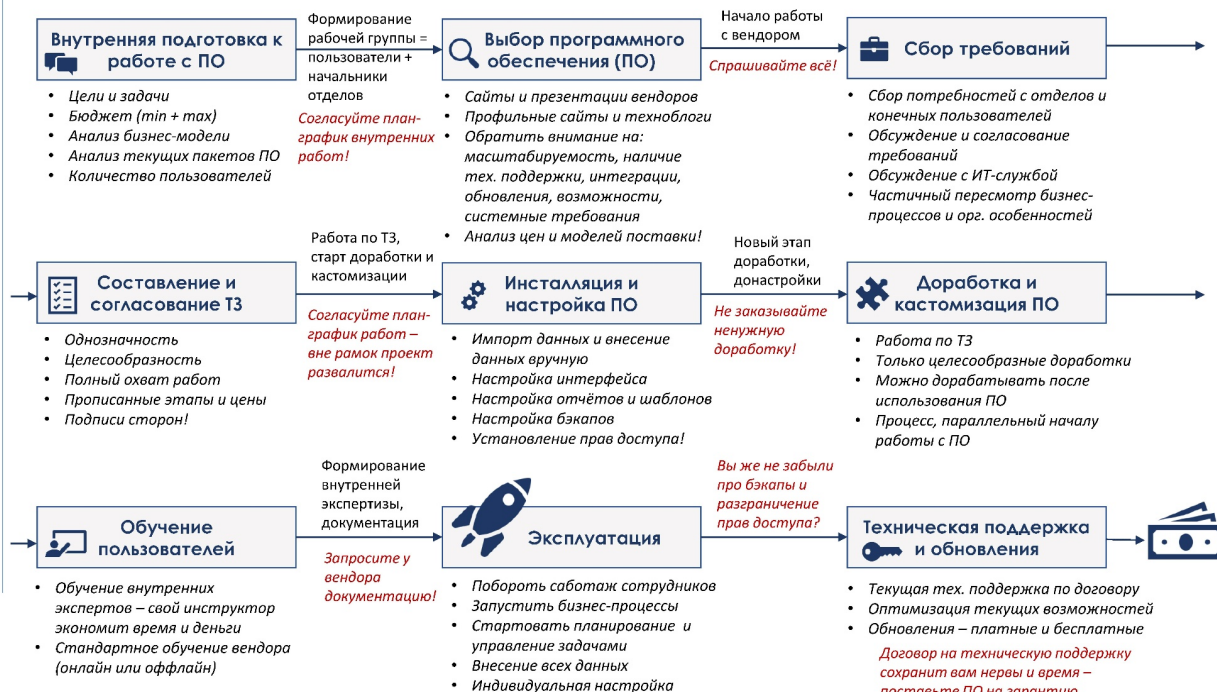 Внутренняя подготовка к
работе с ПО
• Цели и задачи
• Бюджет (min + max)
• Анализ бизнес-модели
• Анализ текущих пакетов ПО
• Количество пользователей
Формирование
рабочей группы =
пользователи +
начальники
отделов
Согласуйте план-
график внутренних
работ!
Выбор программного
обеспечения (ПО)
• Сайты и презентации вендоров
• Профильные сайты и техноблоги
• Обратить внимание на:
масштабируемость, наличие
тех. поддержки, интеграции,
обновления, возможности,
системные требования
• Анализ цен и моделей поставки!
Начало работы
с вендором
Спрашивайте всё!
Сбор требований
• Сбор потребностей с отделов и
конечных пользователей
• Обсуждение и согласование
требований
• Обсуждение с ИТ-службой
• Частичный пересмотр бизнес-
процессов и орг. особенностей
Составление и
согласование ТЗ
• Однозначность
• Целесообразность
• Полный охват работ
• Прописанные этапы и цены
• Подписи сторон!
Работа по ТЗ,
старт доработки и
кастомизации
Согласуйте план-
график работ –
вне рамок проект
развалится!
Инсталляция и
настройка ПО
• Импорт данных и внесение
данных вручную
• Настройка интерфейса
• Настройка отчётов и шаблонов
• Настройка бэкапов
• Установление прав доступа!
Новый этап
доработки,
донастройки
Не заказывайте
ненужную
доработку!
Доработка и
кастомизация ПО
• Работа по ТЗ
• Только целесообразные доработки
• Можно дорабатывать после
использования ПО
• Процесс, параллельный началу
работы с ПО
Обучение
пользователей
• Обучение внутренних
экспертов – свой инструктор
экономит время и деньги
• Стандартное обучение вендора
(онлайн или оффлайн)
Формирование
внутренней
экспертизы,
документация
Запросите у
вендора
документацию!
Эксплуатация
• Побороть саботаж сотрудников
• Запустить бизнес-процессы
• Стартовать планирование и
управление задачами
• Внесение всех данных
• Индивидуальная настройка
Вы же не забыли
про бэкапы и
разграничение
прав доступа?
Техническая поддержка
и обновления
• Текущая тех. поддержка по договору
• Оптимизация текущих возможностей
• Обновления – платные и бесплатные
Договор на техническую поддержку
сохранит вам нервы и время –
поставьте ПО на гарантию